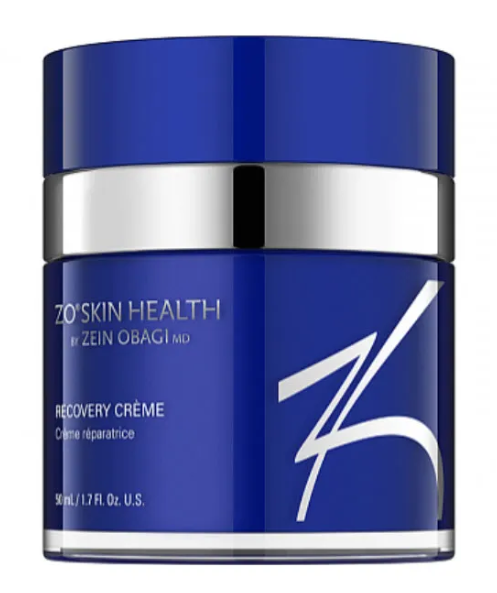 ZO® SKIN HEALTH
BY ZEIN OBAGI MD
RECOVERY CRÈME
Crème réparatrice
50 mL / 1.7 Fl. Oz. U.S.